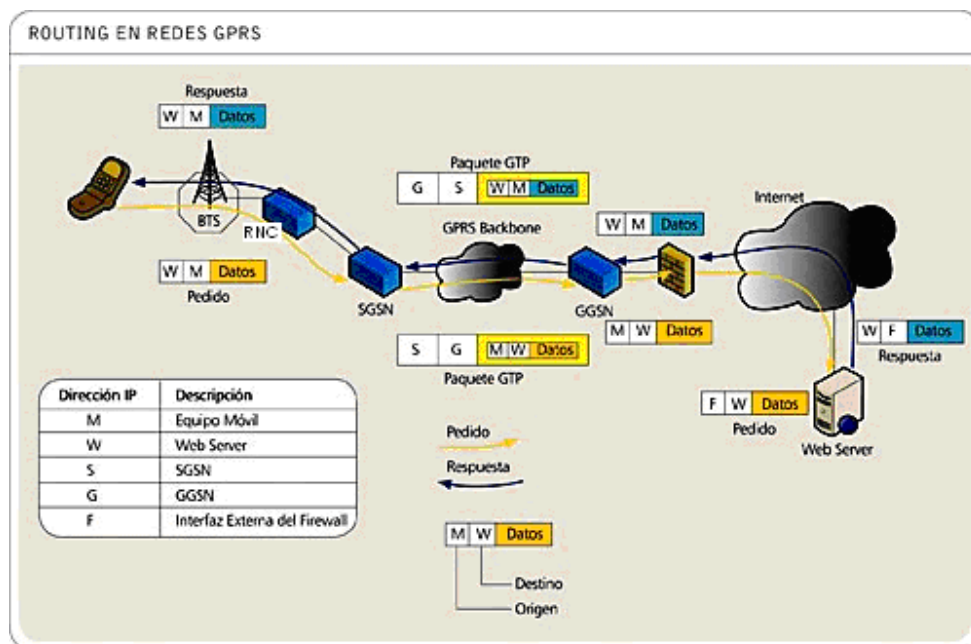 ROUTING EN REDES GPRS
Respuesta
W M Datos
BTS
RNC
W M Datos
Pedido
SGSN
Paquete GTP
G S W M Datos
GPRS Backbone
S G M W Datos
Paquete GTP
W M Datos
GGSN
M W Datos
Internet
W F Datos
Respuesta
F W Datos
Pedido
Web Server
Dirección IP Descripción
M Equipo Móvil
W Web Server
S SGSN
G GGSN
F Interfaz Externa del Firewall
Pedido
Respuesta
M W Datos
Destino
Origen